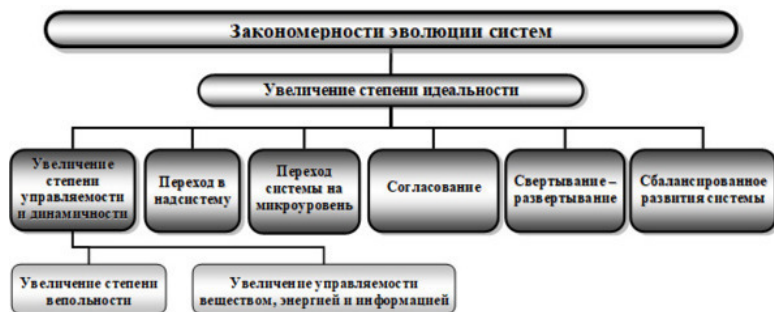 Закономерности эволюции систем
Увеличение степени идеальности
Увеличение
степени
управляемости
и динамичности
Переход в
надсистему
Переход
системы на
микроуровень
Согласование
Свертывание –
развертывание
Сбалансированное
развития системы
Увеличение степени
вепольности
Увеличение управляемости
веществом, энергией и информацией